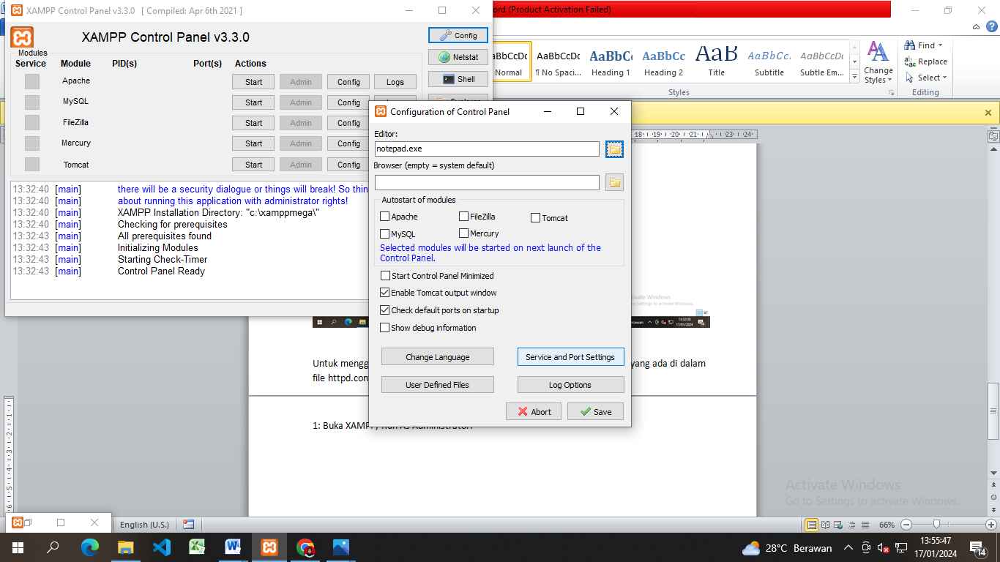 XAMPP Control Panel v3.3.0 [ Compiled: Apr 6th 2021 ]
ord (Product Activation Failed)
XAMPP Control Panel v3.3.0
Config
Modules
Service Module PID(s) Port(s) Actions
Netstat
Apache Start Admin Config Logs
Shell
MySQL Start Admin Config
FileZilla Start Admin Config
Mercury Start Admin Config
Tomcat Start Admin Config
13:32:40 [main] there will be a security dialogue or things will break! So thin
13:32:40 [main] about running this application with administrator rights!
13:32:40 [main] XAMPP Installation Directory: "c:\xamppmega\"
13:32:40 [main] Checking for prerequisites
13:32:43 [main] All prerequisites found
13:32:43 [main] Initializing Modules
13:32:43 [main] Starting Check-Timer
13:32:43 [main] Control Panel Ready
AaBbCcDc AaBbCcDc AaBbCc AaBbCc AaB AaBbCc. AaBbCcDc
Normal ¶ No Spaci... Heading 1 Heading 2 Title Subtitle Subtle Em...
Change
Styles
Styles
Find
Replace
Select
Editing
18 19 20 21 23 24
Configuration of Control Panel
Editor:
notepad.exe
Browser (empty = system default)
Autostart of modules
Apache FileZilla Tomcat
MySQL Mercury
Selected modules will be started on next launch of the
Control Panel.
Start Control Panel Minimized
Enable Tomcat output window
Check default ports on startup
Show debug information
Change Language Service and Port Settings
User Defined Files Log Options
Abort Save
Untuk mengg yang ada di dalam
file httpd.con
1: Buka XAMPP, Run As Administrator.
Activate Windows
Go to Settings to activate Windows.
English (U.S.)
66%
28°C Berawan
13:55:47
17/01/2024
14